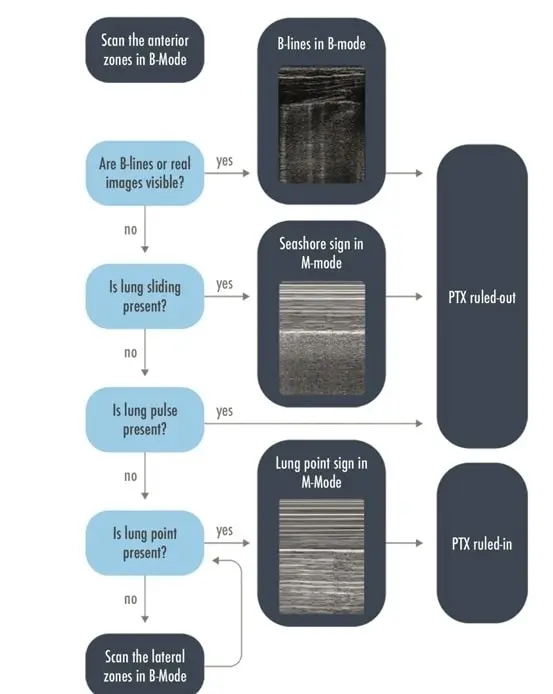 Scan the anterior
zones in B-Mode
B-lines in B-mode
Are B-lines or real
images visible?
yes
no
Seashore sign in
M-mode
Is lung sliding
present?
yes
PTX ruled-out
no
Is lung pulse
present?
yes
no
Lung point sign in
M-Mode
Is lung point
present?
yes
PTX ruled-in
no
Scan the lateral
zones in B-Mode